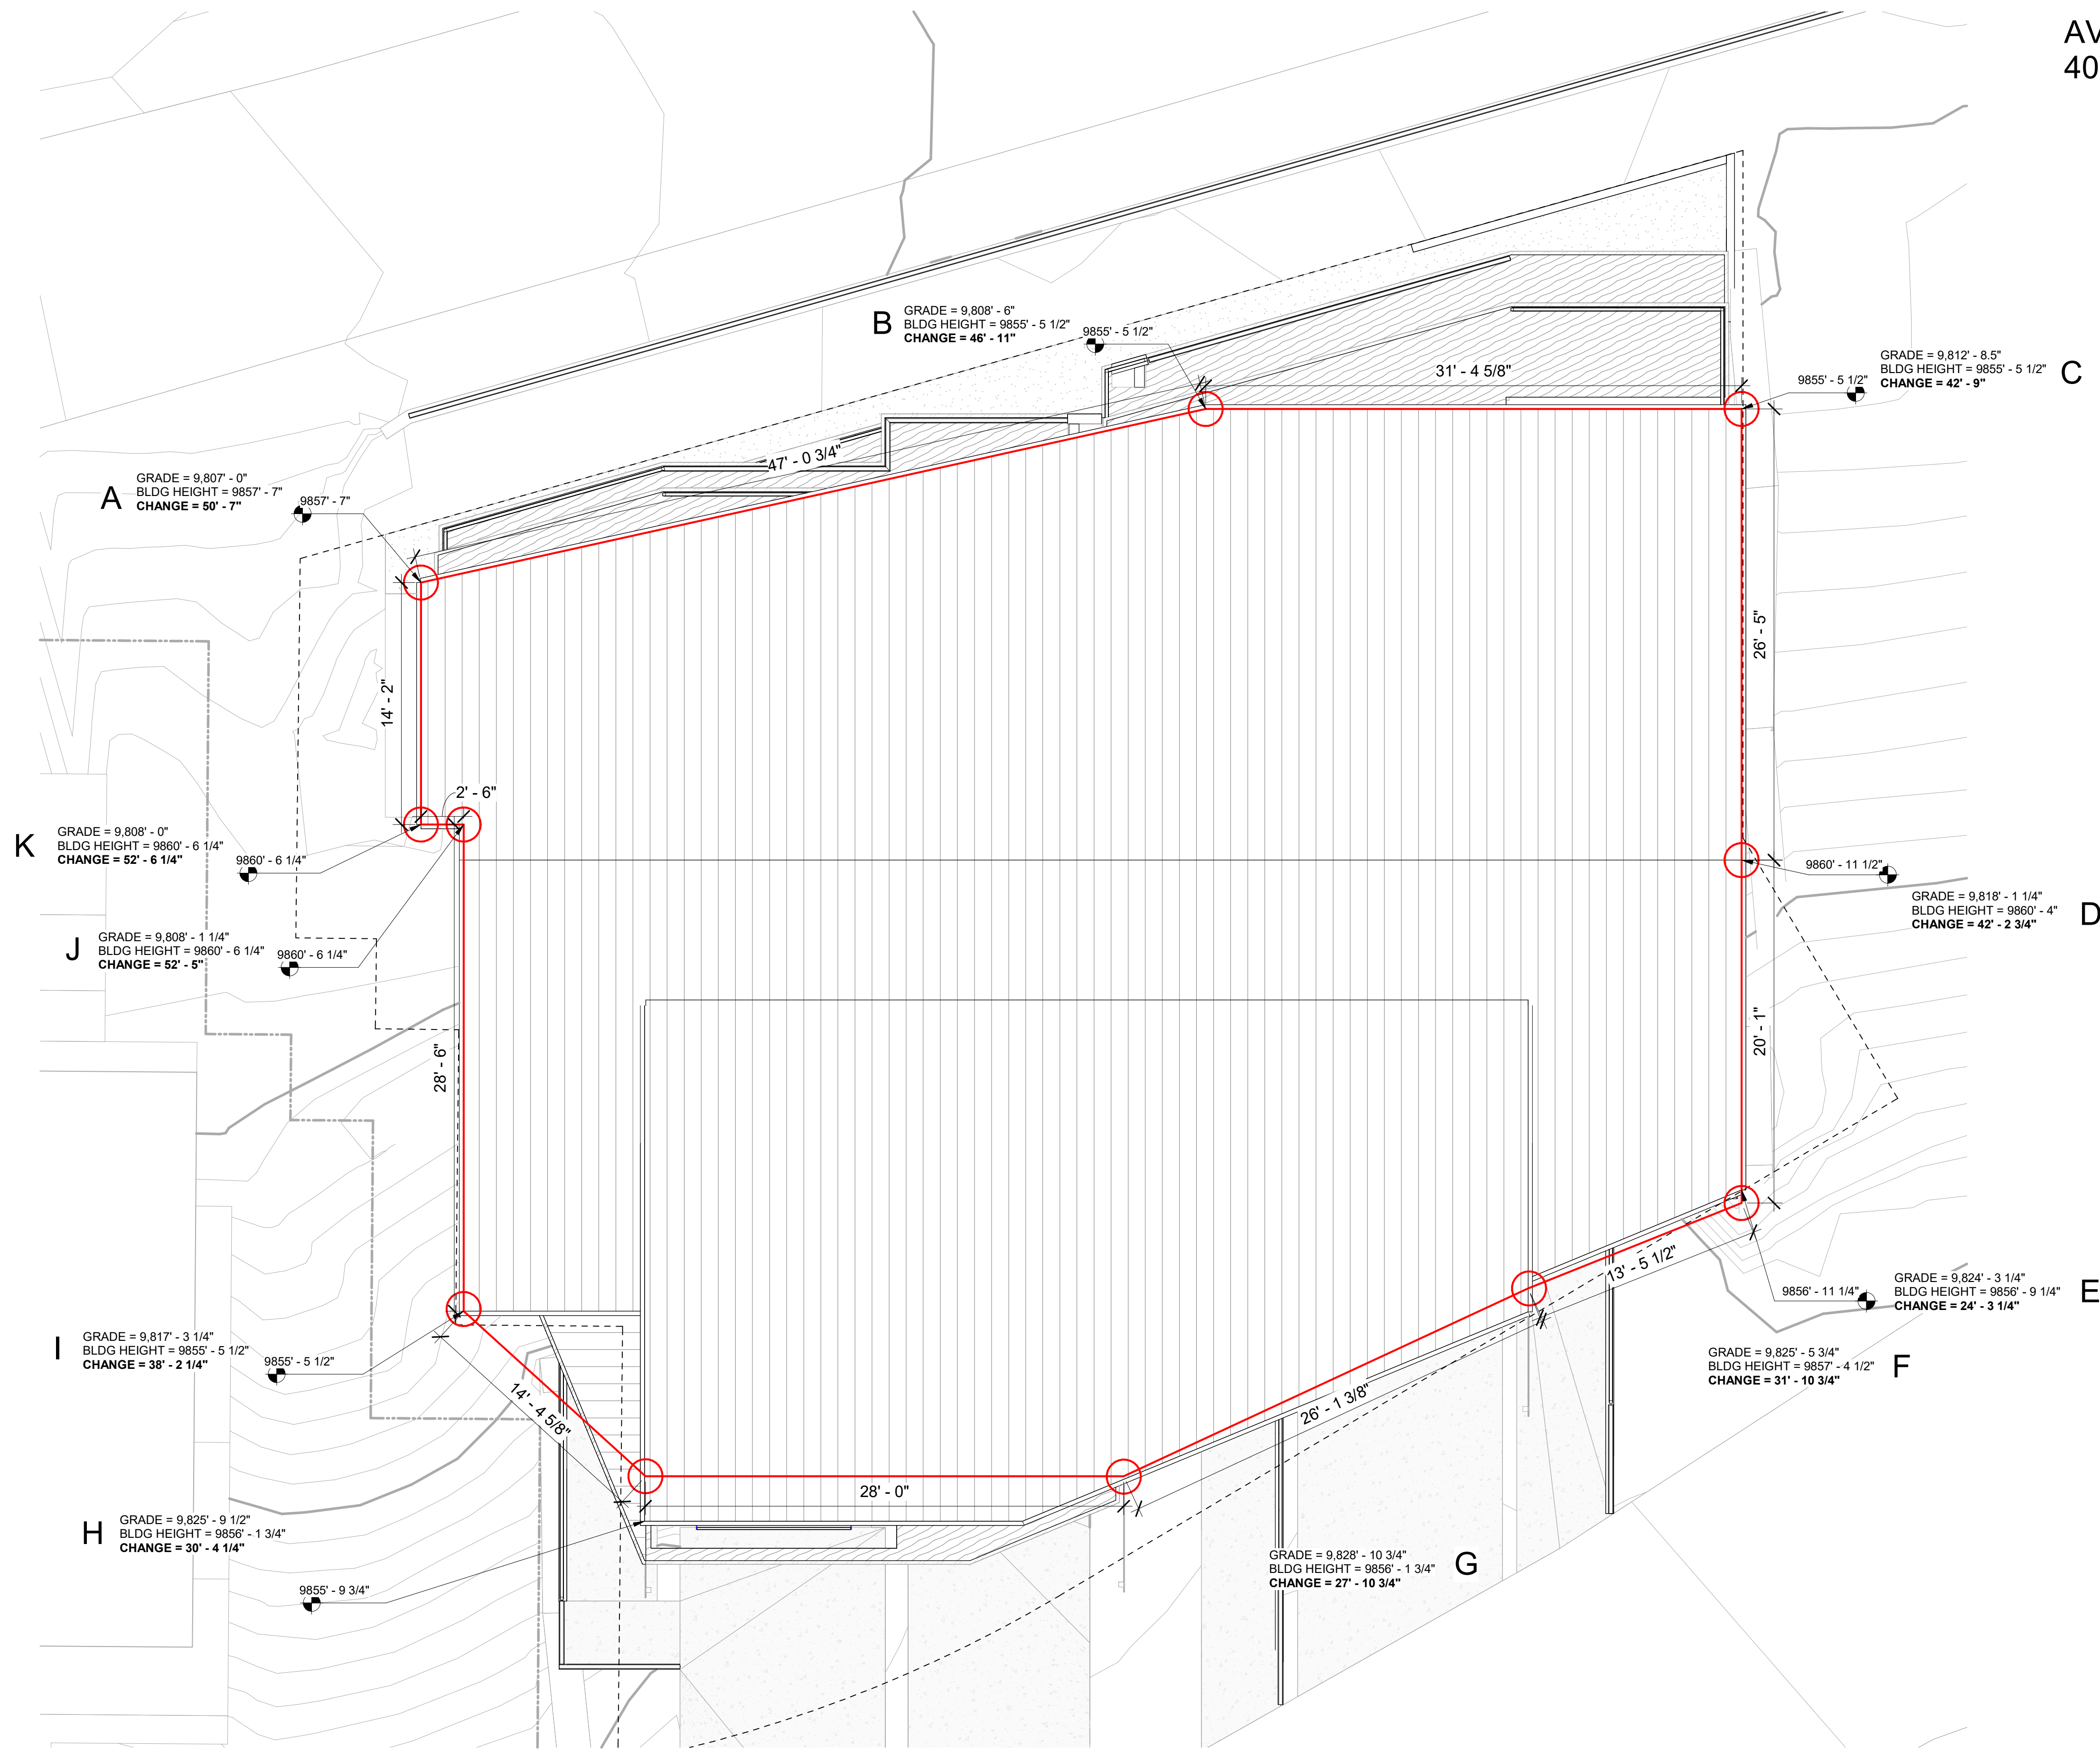 AV
40
B
GRADE = 9,808' - 6"
BLDG HEIGHT = 9855' - 5 1/2"
CHANGE = 46' - 11"
9855' - 5 1/2"
31' - 4 5/8"
9855' - 5 1/2"
GRADE = 9,812' - 8.5"
BLDG HEIGHT = 9855' - 5 1/2"
CHANGE = 42' - 9"
C
47' - 0 3/4"
A
GRADE = 9,807' - 0"
BLDG HEIGHT = 9857' - 7"
CHANGE = 50' - 7"
9857' - 7"
26' - 5"
14' - 2"
2' - 6"
K
GRADE = 9,808' - 0"
BLDG HEIGHT = 9860' - 6 1/4"
CHANGE = 52' - 6 1/4"
9860' - 6 1/4"
9860' - 11 1/2"
GRADE = 9,818' - 1 1/4"
BLDG HEIGHT = 9860' - 4"
CHANGE = 42' - 2 3/4"
D
J
GRADE = 9,808' - 1 1/4"
BLDG HEIGHT = 9860' - 6 1/4"
CHANGE = 52' - 5"
9860' - 6 1/4"
28' - 6"
20' - 1"
13' - 5 1/2"
9856' - 11 1/4"
GRADE = 9,824' - 3 1/4"
BLDG HEIGHT = 9856' - 9 1/4"
CHANGE = 24' - 3 1/4"
E
I
GRADE = 9,817' - 3 1/4"
BLDG HEIGHT = 9855' - 5 1/2"
CHANGE = 38' - 2 1/4"
9855' - 5 1/2"
GRADE = 9,825' - 5 3/4"
BLDG HEIGHT = 9857' - 4 1/2"
CHANGE = 31' - 10 3/4"
F
14' - 4 5/8"
26' - 1 3/8"
28' - 0"
H
GRADE = 9,825' - 9 1/2"
BLDG HEIGHT = 9856' - 1 3/4"
CHANGE = 30' - 4 1/4"
9855' - 9 3/4"
GRADE = 9,828' - 10 3/4"
BLDG HEIGHT = 9856' - 1 3/4"
CHANGE = 27' - 10 3/4"
G